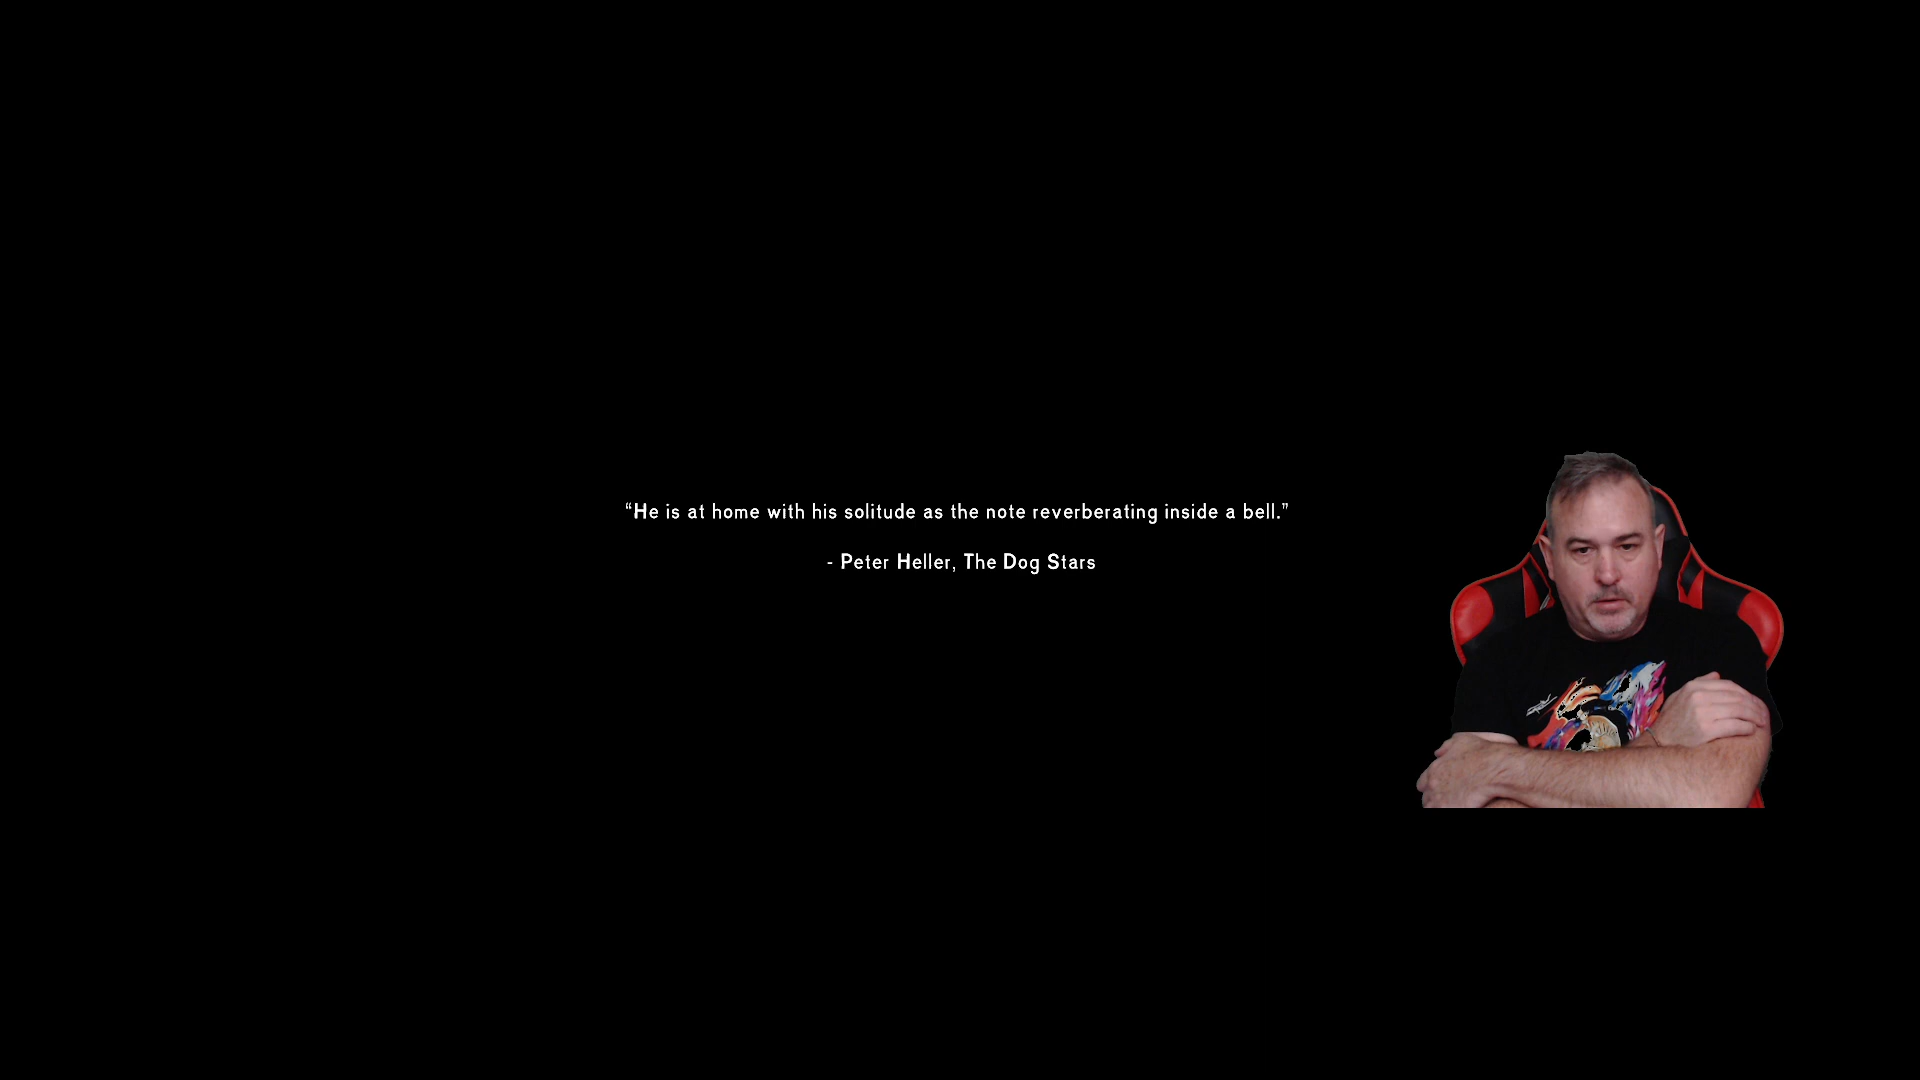 “He is at home with his solitude as the note reverberating inside a bell.”
- Peter Heller, The Dog Stars